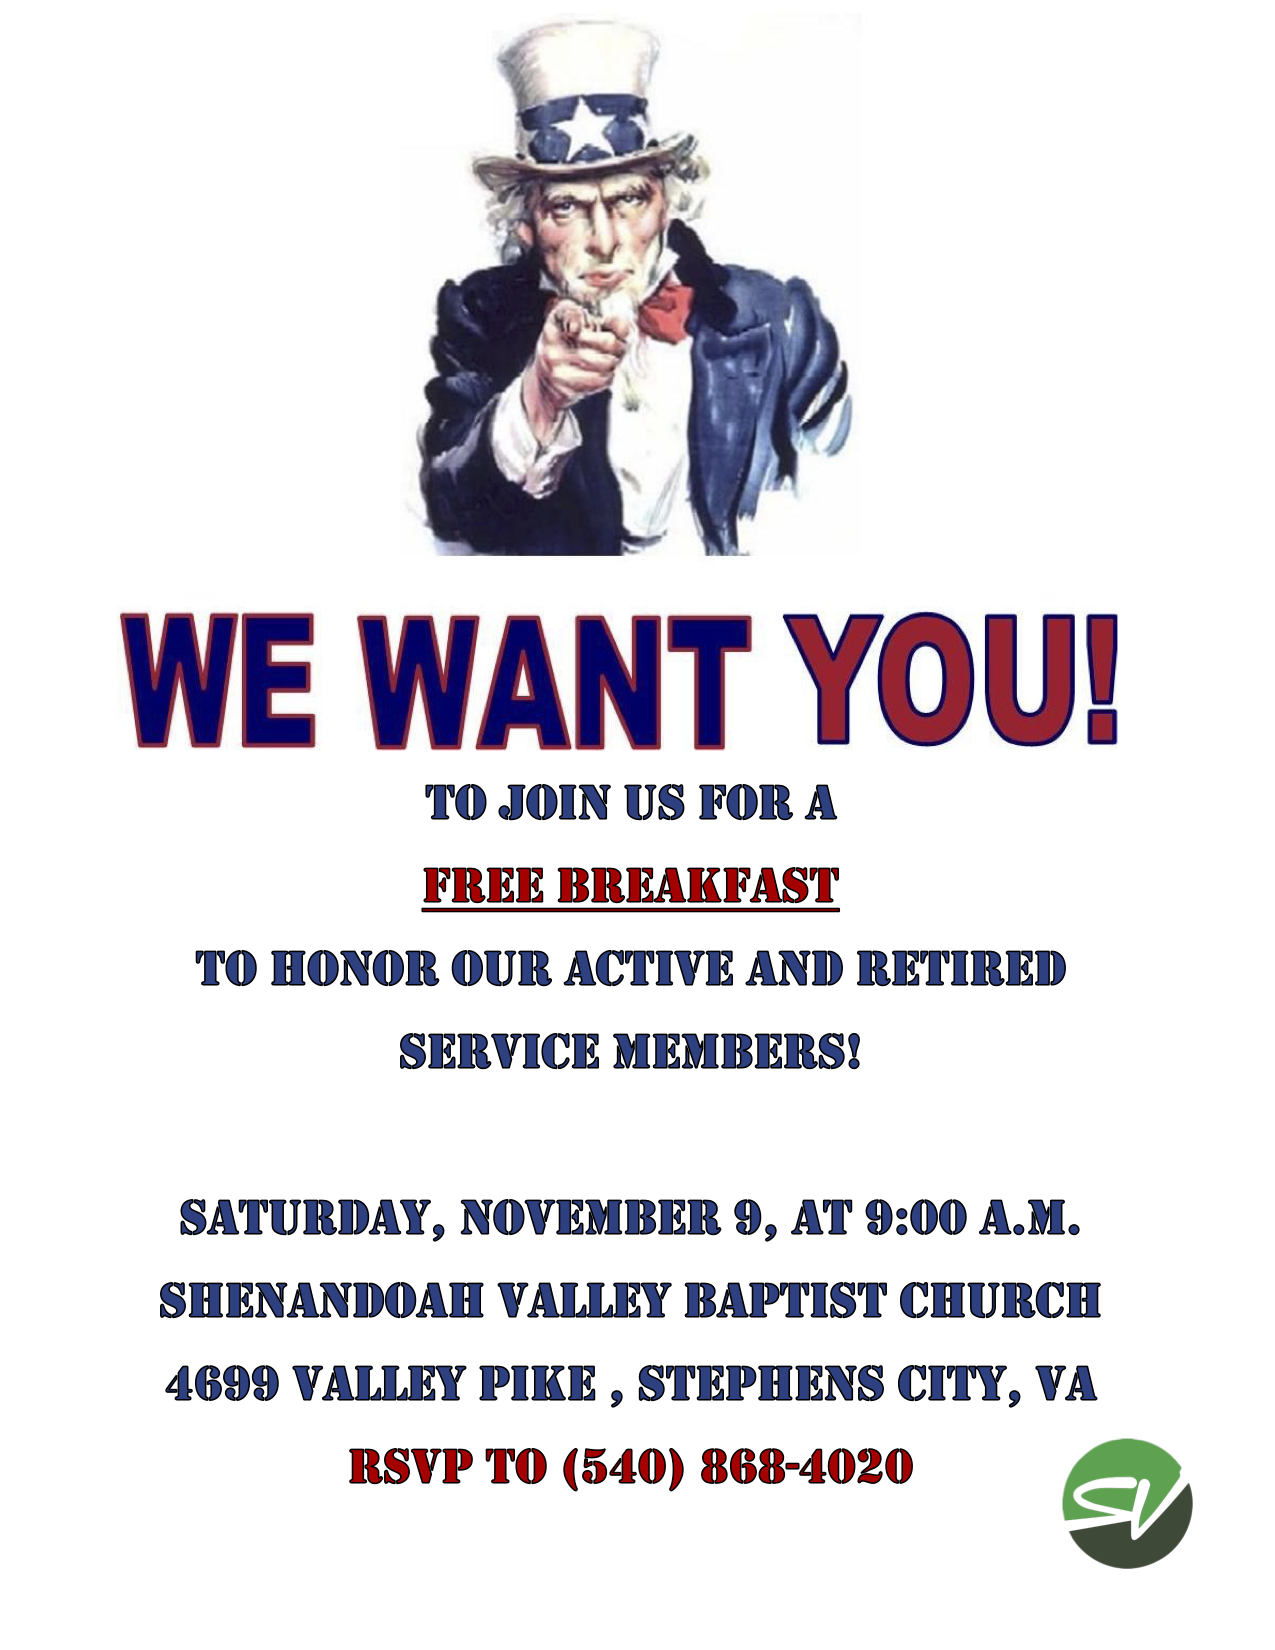 WE WANT YOU!
TO JOIN US FOR A
FREE BREAKFAST
TO HONOR OUR ACTIVE AND RETIRED
SERVICE MEMBERS!
SATURDAY, NOVEMBER 9, AT 9:00 A.M.
SHENANDOAH VALLEY BAPTIST CHURCH
4699 VALLEY PIKE , STEPHENS CITY, VA
RSVP TO (540) 868-4020
SV